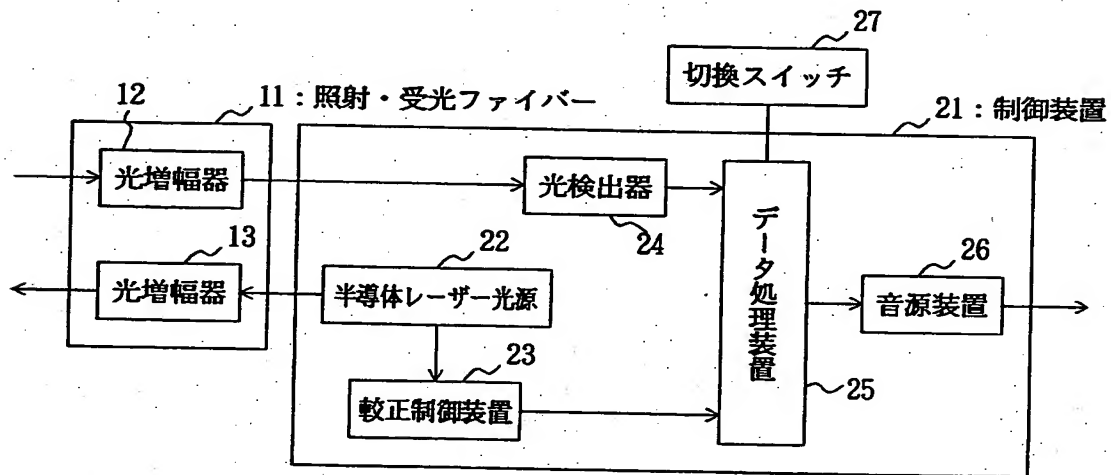 27
切換スイッチ
12
11：照射・受光ファイバー
21：制御装置
光増幅器
光検出器
24
13
光増幅器
22
半導体レーザー光源
データ処理装置
25
26
音源装置
23
較正制御装置